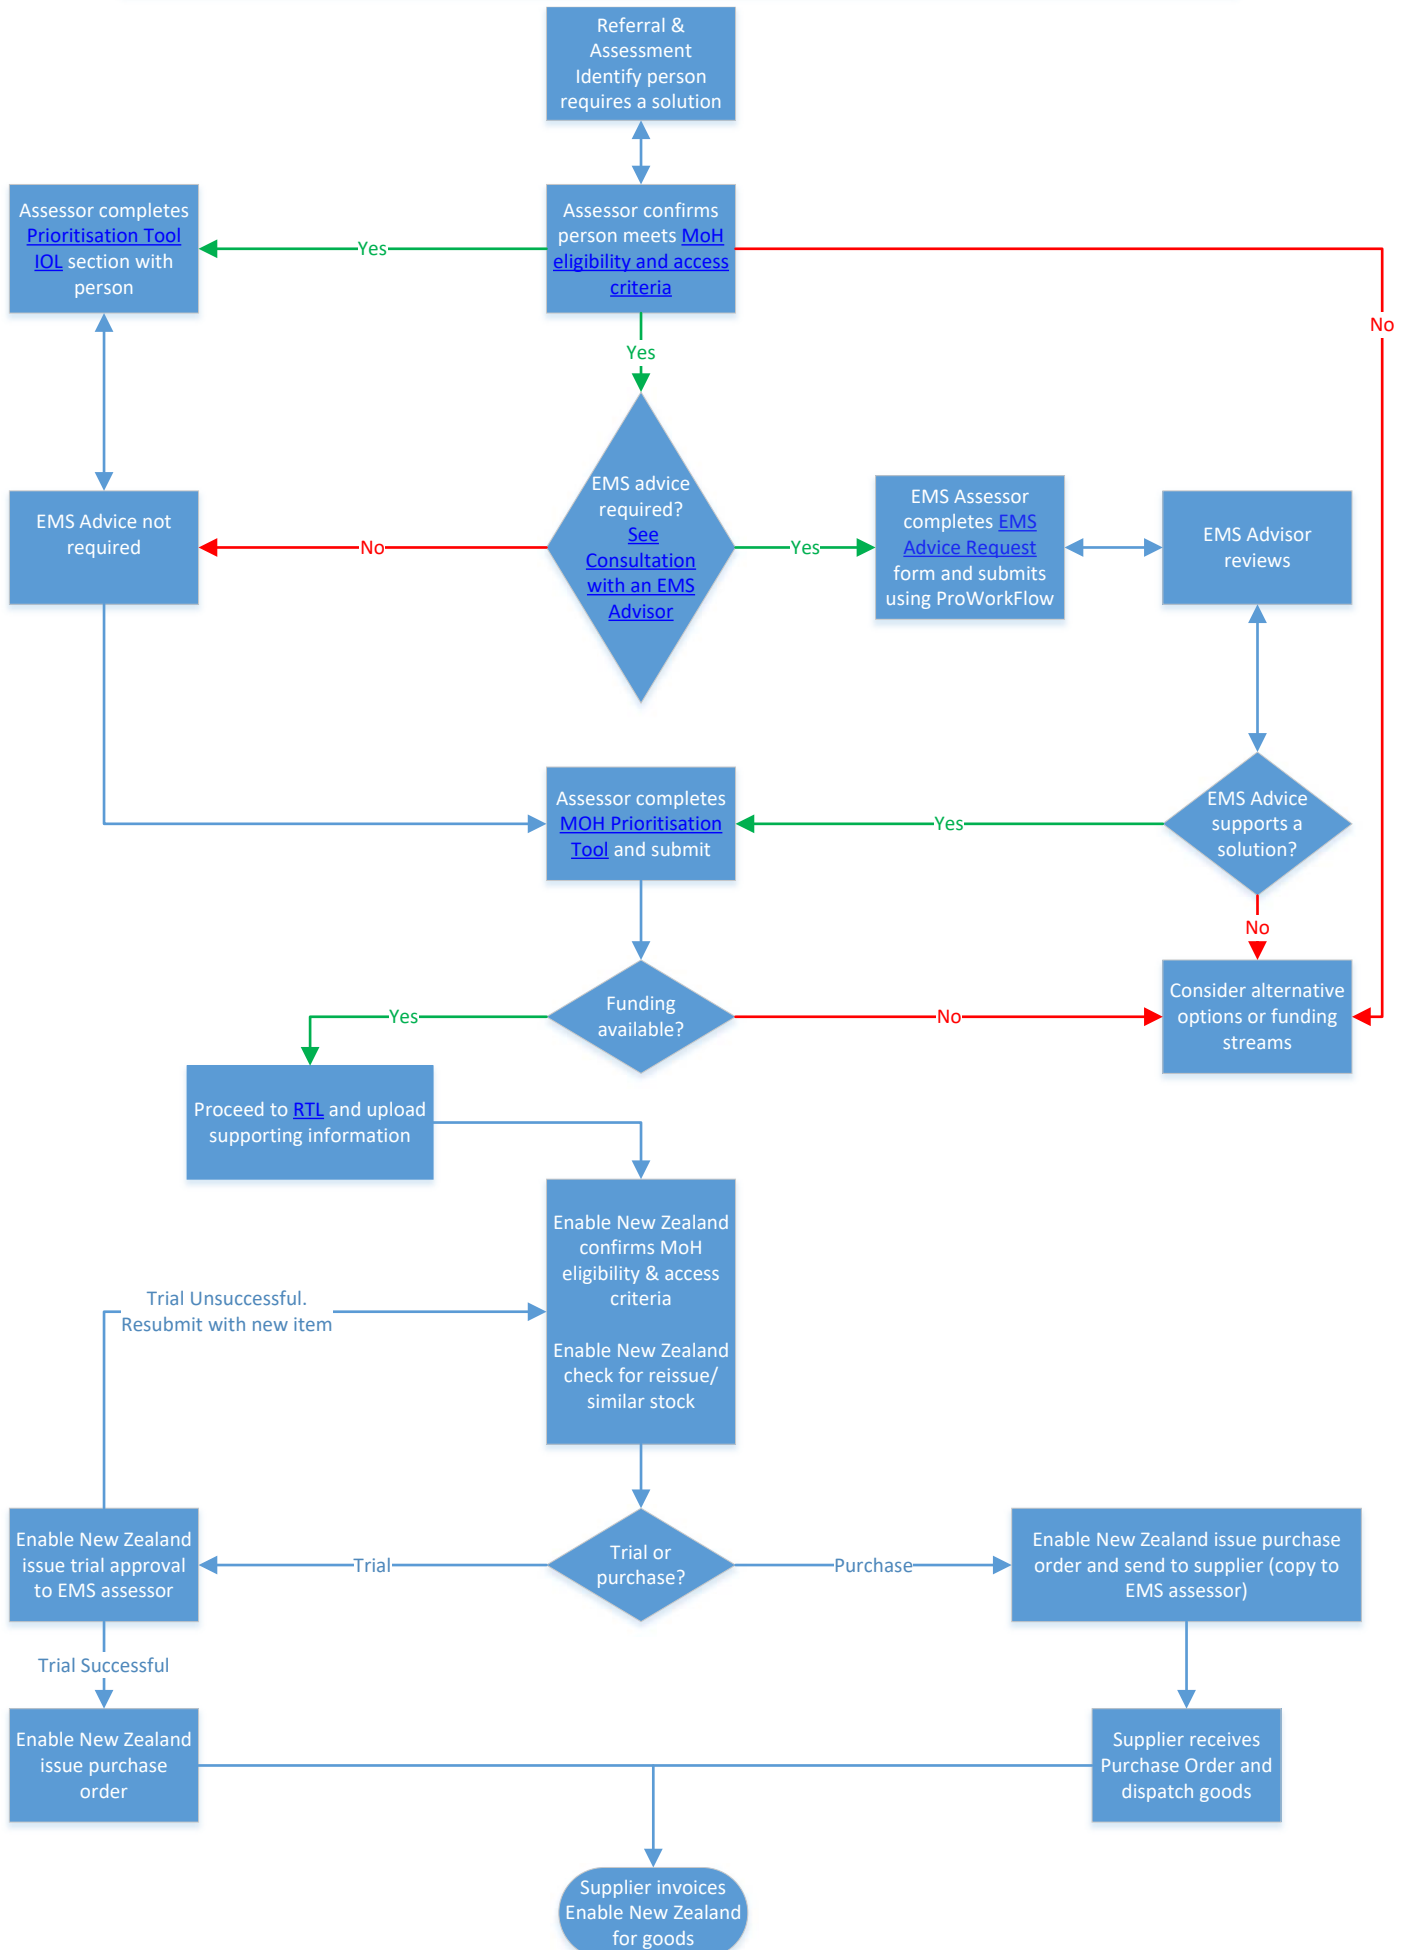 Referral &
Assessment
Identify person
requires a solution
Assessor completes
Prioritisation Tool
IOL section with
person
Yes
Assessor confirms
person meets MoH
eligibility and access
criteria
No
Yes
EMS Advice not
required
No
EMS advice
required?
See
Consultation
with an EMS
Advisor
Yes
EMS Assessor
completes EMS
Advice Request
form and submits
using ProWorkFlow
EMS Advisor
reviews
Assessor completes
MOH Prioritisation
Tool and submit
Yes
EMS Advice
supports a
solution?
No
Yes
Funding
available?
No
Consider alternative
options or funding
streams
Proceed to RTL and upload
supporting information
Enable New Zealand
confirms MoH
eligibility & access
criteria
Enable New Zealand
check for reissue/
similar stock
Trial Unsuccessful.
Resubmit with new item
Enable New Zealand
issue trial approval
to EMS assessor
Trial
Trial or
purchase?
Purchase
Enable New Zealand issue purchase
order and send to supplier (copy to
EMS assessor)
Trial Successful
Enable New Zealand
issue purchase
order
Supplier receives
Purchase Order and
dispatch goods
Supplier invoices
Enable New Zealand
for goods